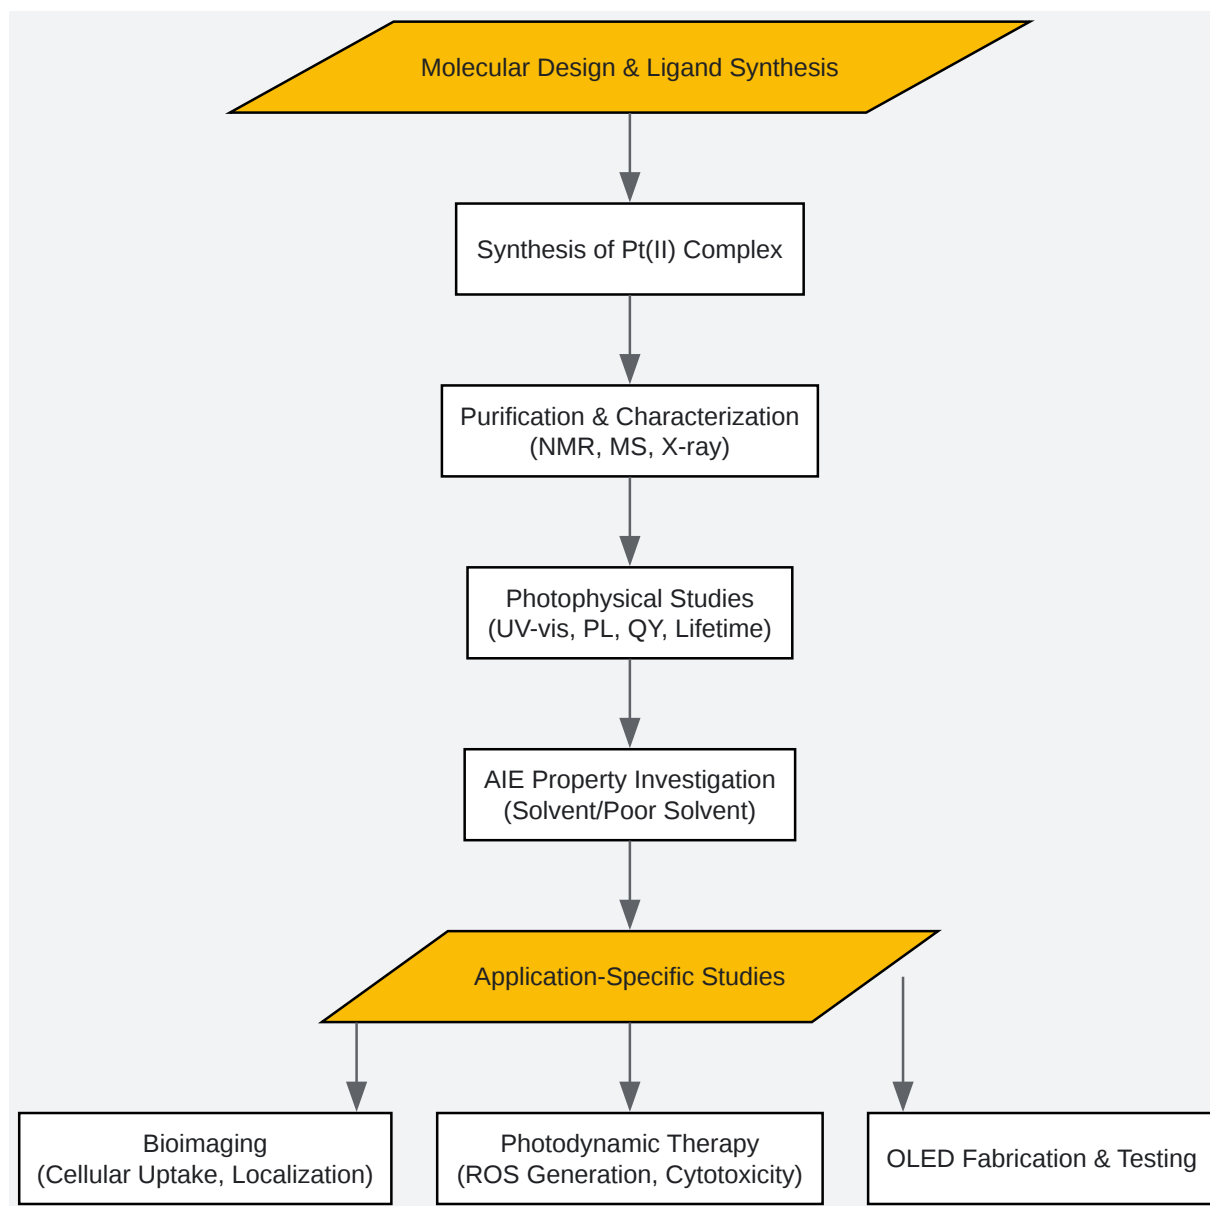 Molecular Design & Ligand Synthesis
Synthesis of Pt(II) Complex
Purification & Characterization
(NMR, MS, X-ray)
Photophysical Studies
(UV-vis, PL, QY, Lifetime)
AIE Property Investigation
(Solvent/Poor Solvent)
Application-Specific Studies
Bioimaging
(Cellular Uptake, Localization)
Photodynamic Therapy
(ROS Generation, Cytotoxicity)
OLED Fabrication & Testing